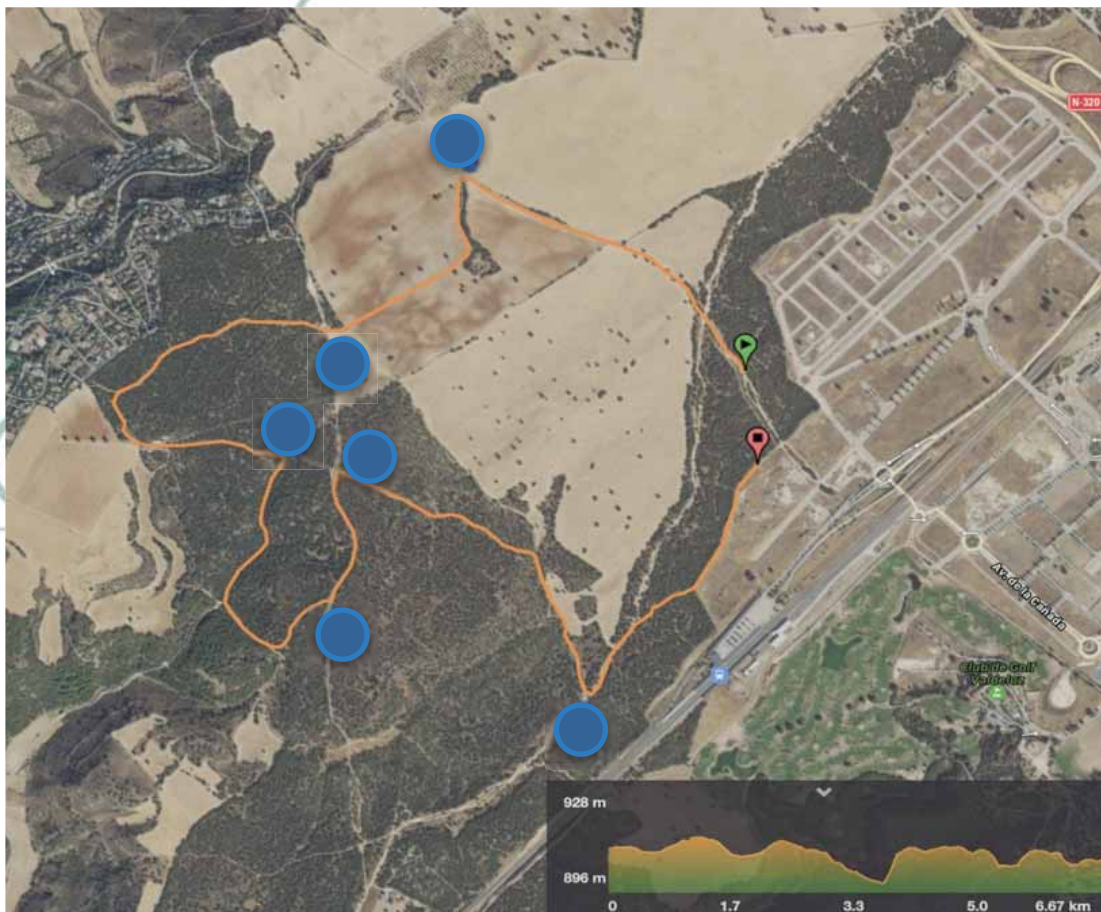 N-320
Av. de la Cañada
Club de Golf
Valdeluz
928 m
896 m
0 1.7 3.3 5.0 6.67 km